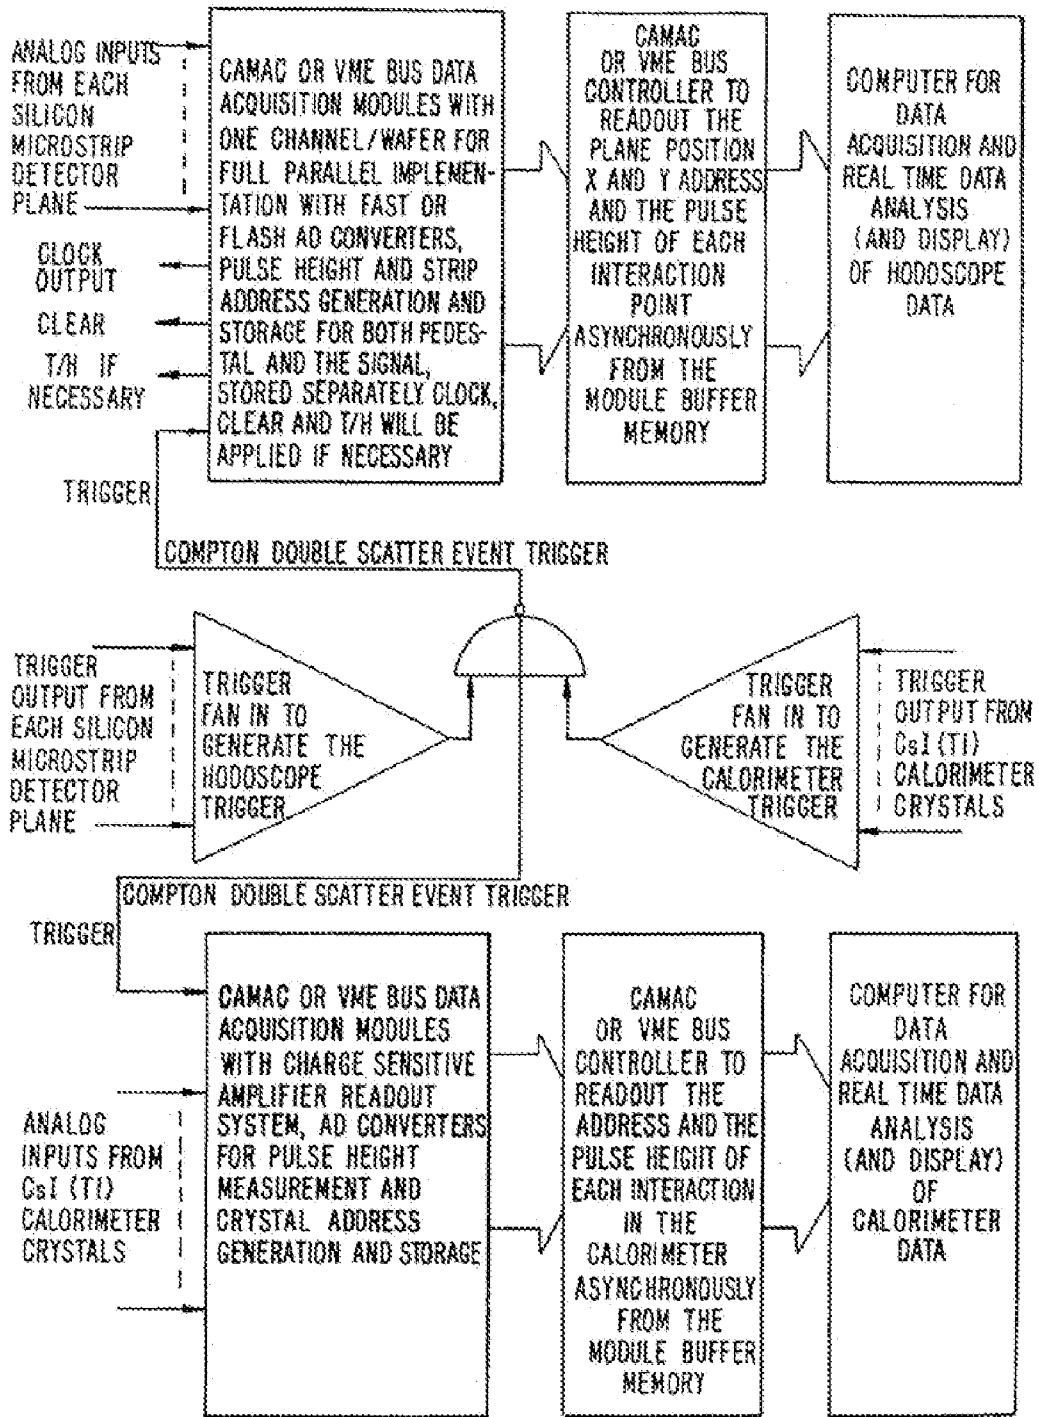 ANALOG INPUTS
FROM EACH
SILICON
MICROSTRIP
DETECTOR
PLANE
CLOCK
OUTPUT
CLEAR
T/H IF
NECESSARY
TRIGGER
CAMAC OR VME BUS DATA
ACQUISITION MODULES WITH
ONE CHANNEL/WAFER FOR
FULL PARALLEL IMPLEMEN-
TATION WITH FAST OR
FLASH AD CONVERTERS,
PULSE HEIGHT AND STRIP
ADDRESS GENERATION AND
STORAGE FOR BOTH PEDES-
TAL AND THE SIGNAL,
STORED SEPARATELY CLOCK,
CLEAR AND T/H WILL BE
APPLIED IF NECESSARY
CAMAC
OR VME BUS
CONTROLLER TO
READOUT THE
PLANE POSITION
X AND Y ADDRESS
AND THE PULSE
HEIGHT OF EACH
INTERACTION
POINT
ASYNCHRONOUSLY
FROM THE
MODULE BUFFER
MEMORY
COMPUTER FOR
DATA
ACQUISITION AND
REAL TIME DATA
ANALYSIS
(AND DISPLAY)
OF HODOSCOPE
DATA
COMPTON DOUBLE SCATTER EVENT TRIGGER
TRIGGER
OUTPUT FROM
EACH SILICON
MICROSTRIP
DETECTOR
PLANE
TRIGGER
FAN IN TO
GENERATE THE
HODOSCOPE
TRIGGER
TRIGGER
FAN IN TO
GENERATE THE
CALORIMETER
TRIGGER
TRIGGER
OUTPUT FROM
CsI (Tl)
CALORIMETER
CRYSTALS
COMPTON DOUBLE SCATTER EVENT TRIGGER
TRIGGER
ANALOG
INPUTS FROM
CsI (Tl)
CALORIMETER
CRYSTALS
CAMAC OR VME BUS DATA
ACQUISITION MODULES
WITH CHARGE SENSITIVE
AMPLIFIER READOUT
SYSTEM, AD CONVERTERS
FOR PULSE HEIGHT
MEASUREMENT AND
CRYSTAL ADDRESS
GENERATION AND STORAGE
CAMAC
OR VME BUS
CONTROLLER TO
READOUT THE
ADDRESS AND THE
PULSE HEIGHT OF
EACH INTERACTION
IN THE
CALORIMETER
ASYNCHRONOUSLY
FROM THE
MODULE BUFFER
MEMORY
COMPUTER FOR
DATA
ACQUISITION AND
REAL TIME DATA
ANALYSIS
(AND DISPLAY)
OF
CALORIMETER
DATA